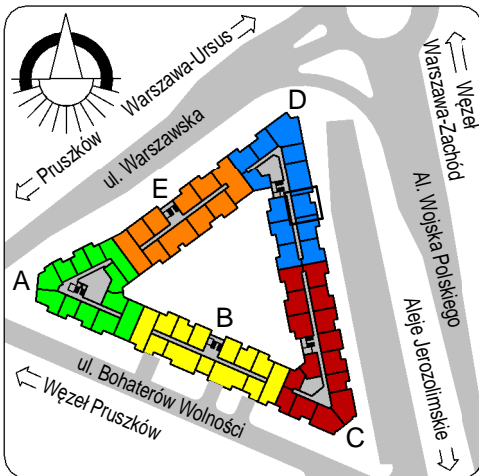 Warszawa-Ursus
Pruszków
ul. Warszawska
Węzeł
Warszawa-Zachód
Al. Wojska Polskiego
Aleje Jerozolimskie
D
E
A
B
C
ul. Bohaterów Wolności
Węzeł Pruszków